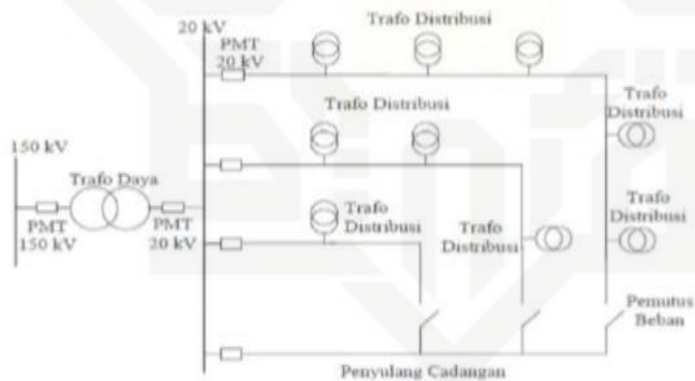 20 kV
Trafo Distribusi
PMT
20 kV
Trafo
Distribusi
Trafo Distribusi
150 kV
Trafo Daya
PMT
150 kV
PMT
20 kV
Trafo
Distribusi
Trafo
Distribusi
Trafo
Distribusi
Pemutus
Beban
Penyulang Cadangan